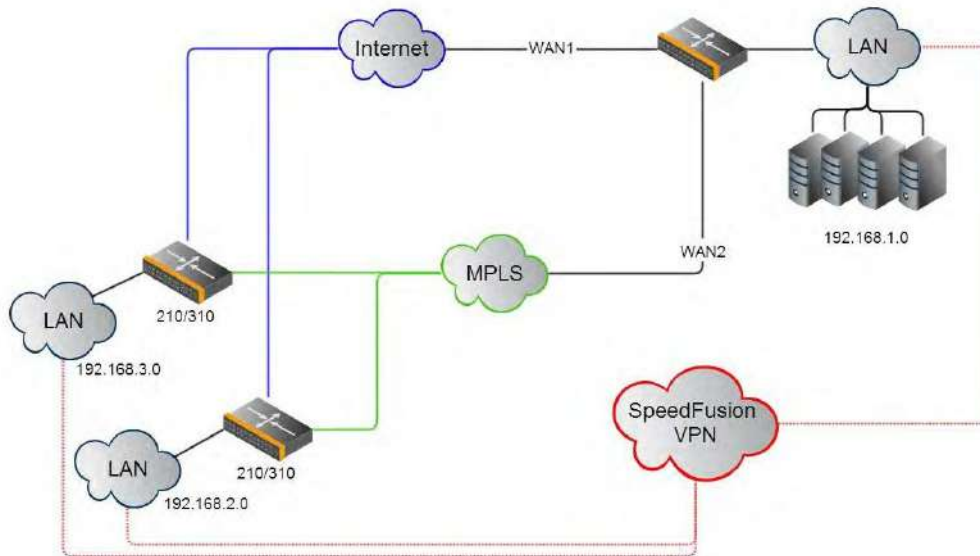 Internet
WAN1
LAN
192.168.1.0
WAN2
MPLS
210/310
LAN
192.168.3.0
SpeedFusion
VPN
LAN
210/310
192.168.2.0